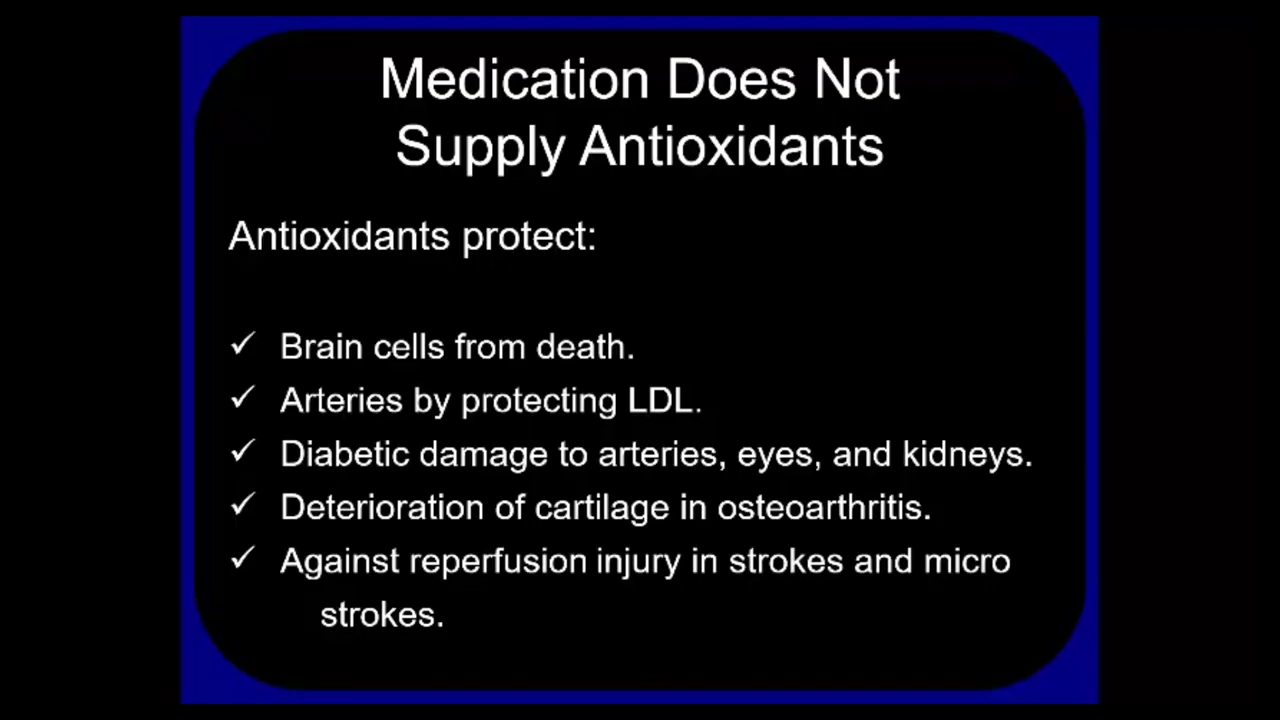 Medication Does Not
Supply Antioxidants
Antioxidants protect:
✓ Brain cells from death.
✓ Arteries by protecting LDL.
✓ Diabetic damage to arteries, eyes, and kidneys.
✓ Deterioration of cartilage in osteoarthritis.
✓ Against reperfusion injury in strokes and micro
strokes.